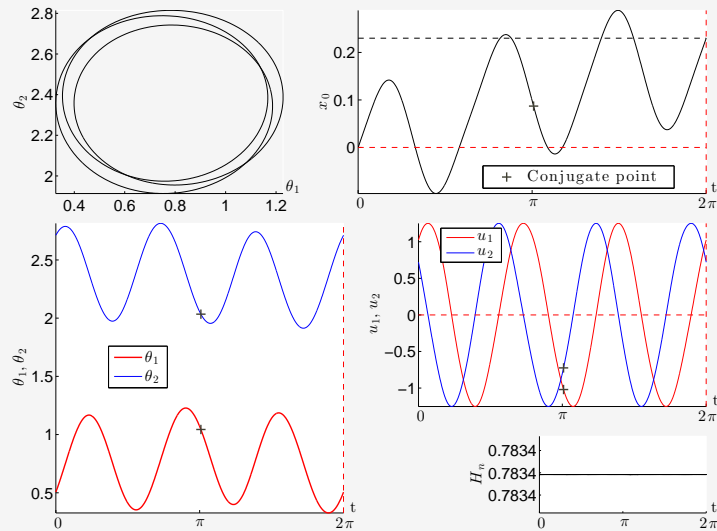 2.8
2.6
2.4
2.2
2
θ₂
0.4 0.6 0.8 1 1.2
θ₁
0.2
0.1
0
x₀
+ Conjugate point
0 π 2π
t
2.5
2
1.5
1
0.5
θ₁, θ₂
θ₁
θ₂
0 π 2π
t
1
0.5
0
−0.5
−1
u₁, u₂
u₁
u₂
0 π 2π
t
0.7834
0.7834
0.7834
Hₙ
0 π 2π
t